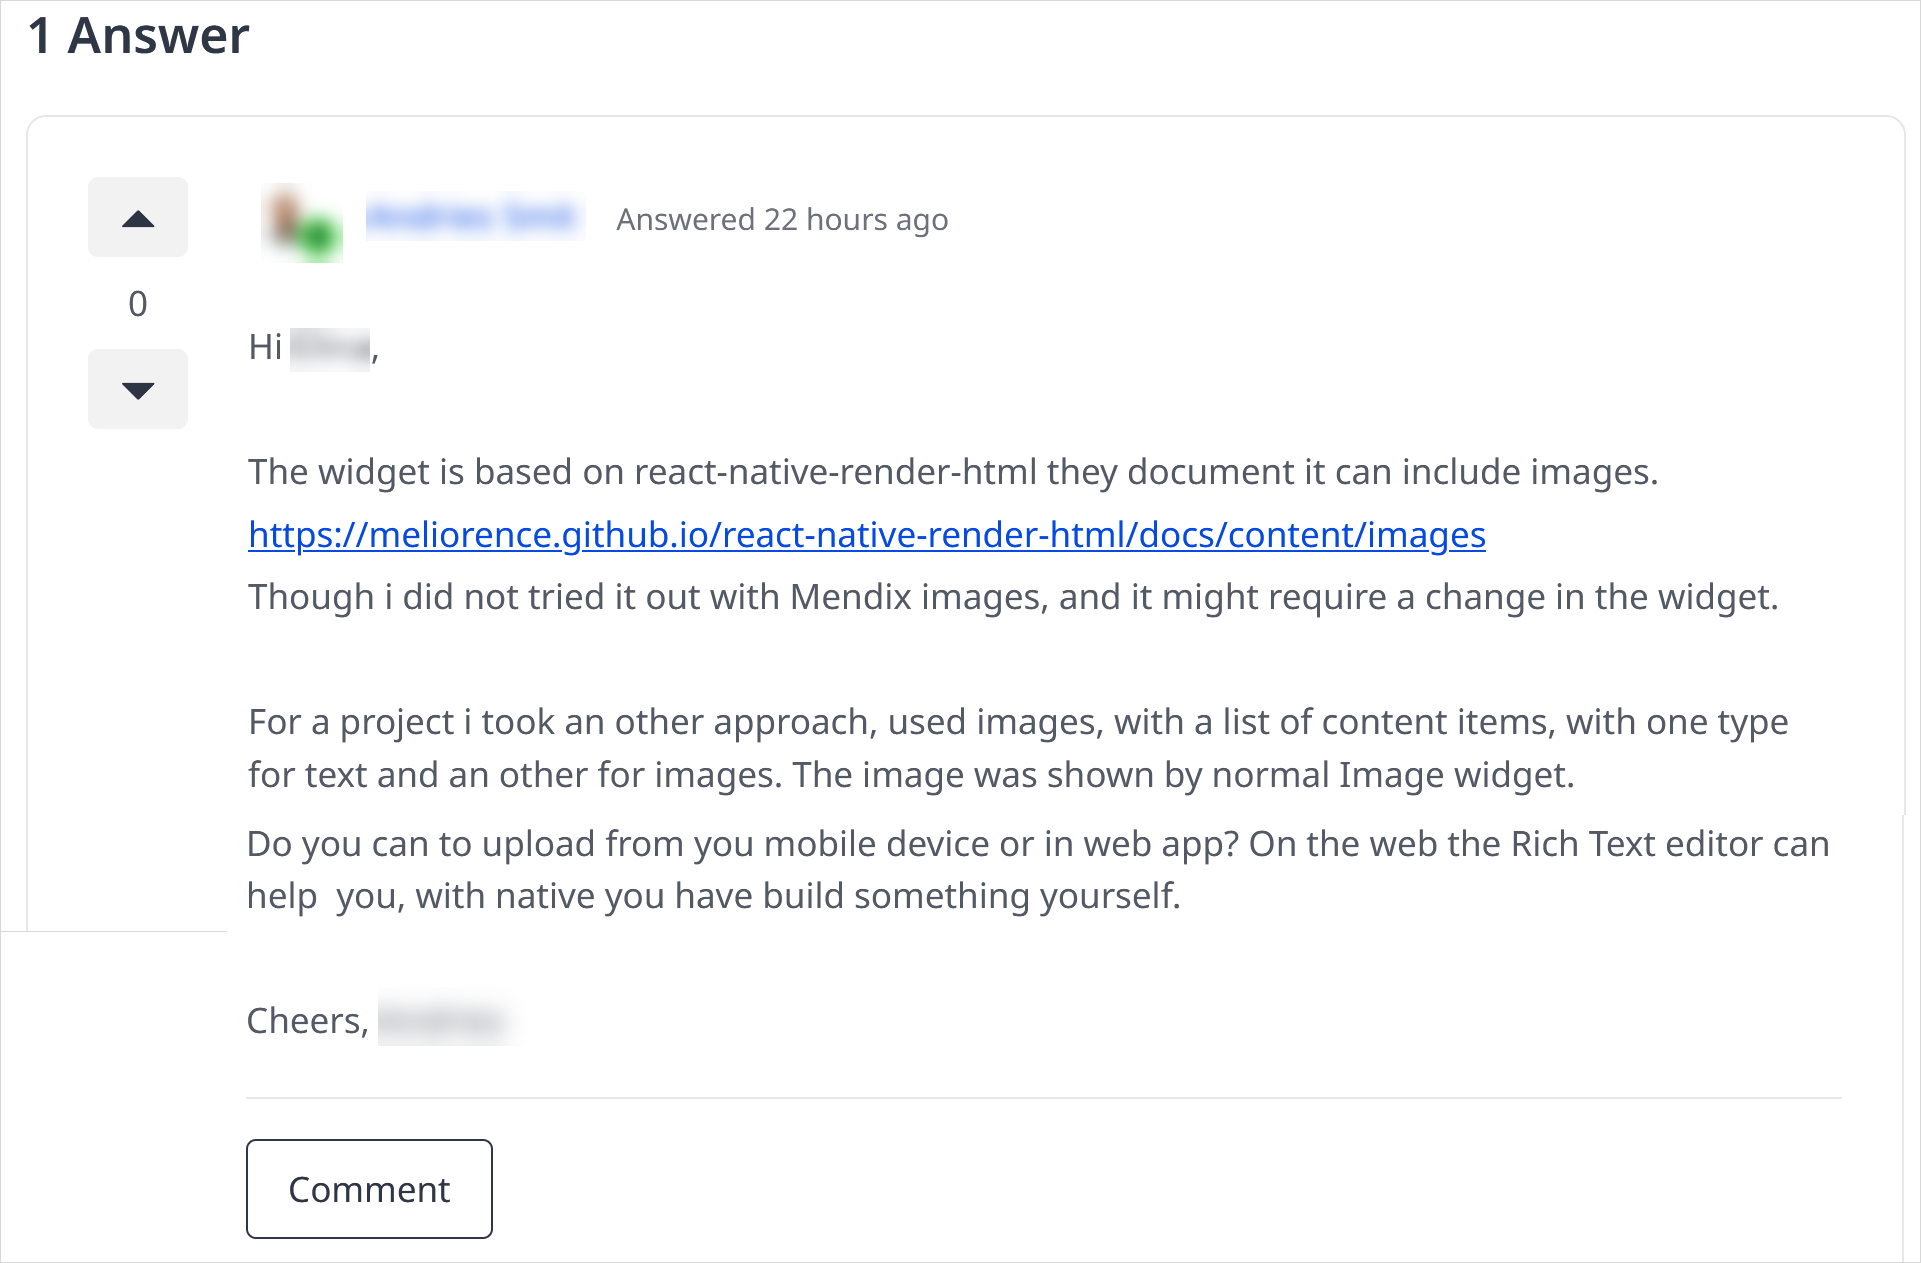 1 Answer
Answered 22 hours ago
0
Hi ,
The widget is based on react-native-render-html they document it can include images.
https://meliorence.github.io/react-native-render-html/docs/content/images
Though i did not tried it out with Mendix images, and it might require a change in the widget.
For a project i took an other approach, used images, with a list of content items, with one type
for text and an other for images. The image was shown by normal Image widget.
Do you can to upload from you mobile device or in web app? On the web the Rich Text editor can
help  you, with native you have build something yourself.
Cheers,
Comment